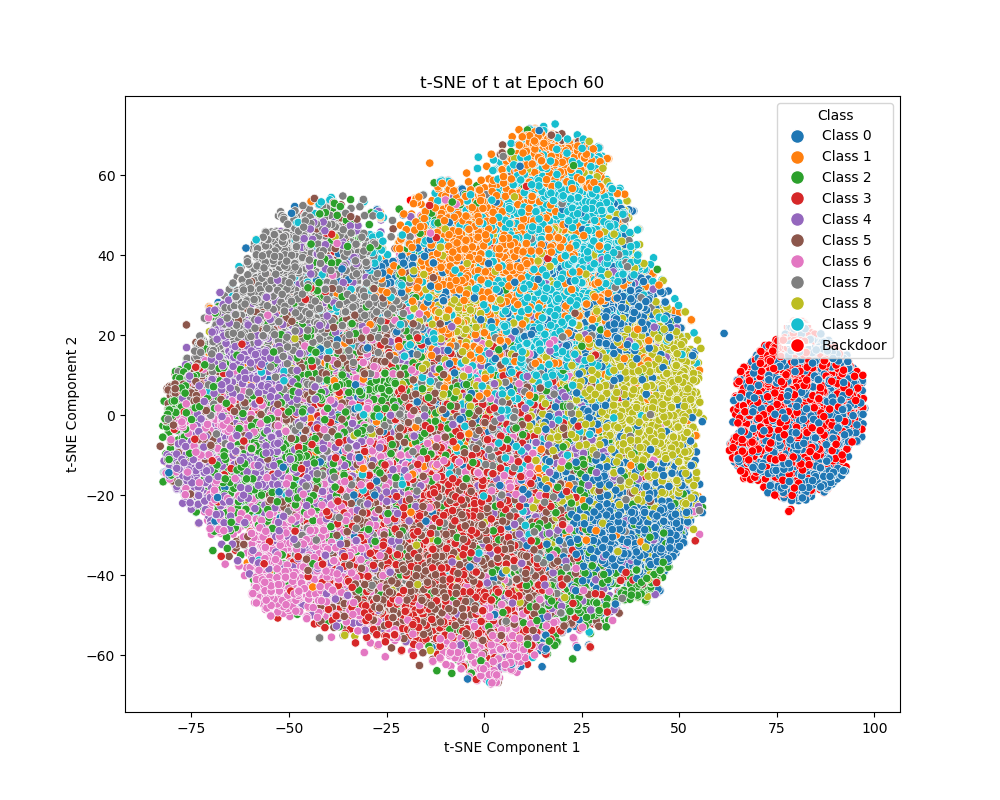 t-SNE of t at Epoch 60
Class
Class 0
Class 1
Class 2
Class 3
Class 4
Class 5
Class 6
Class 7
Class 8
Class 9
Backdoor
t-SNE Component 2
60
40
20
0
−20
−40
−60
−75
−50
−25
0
25
50
75
100
t-SNE Component 1